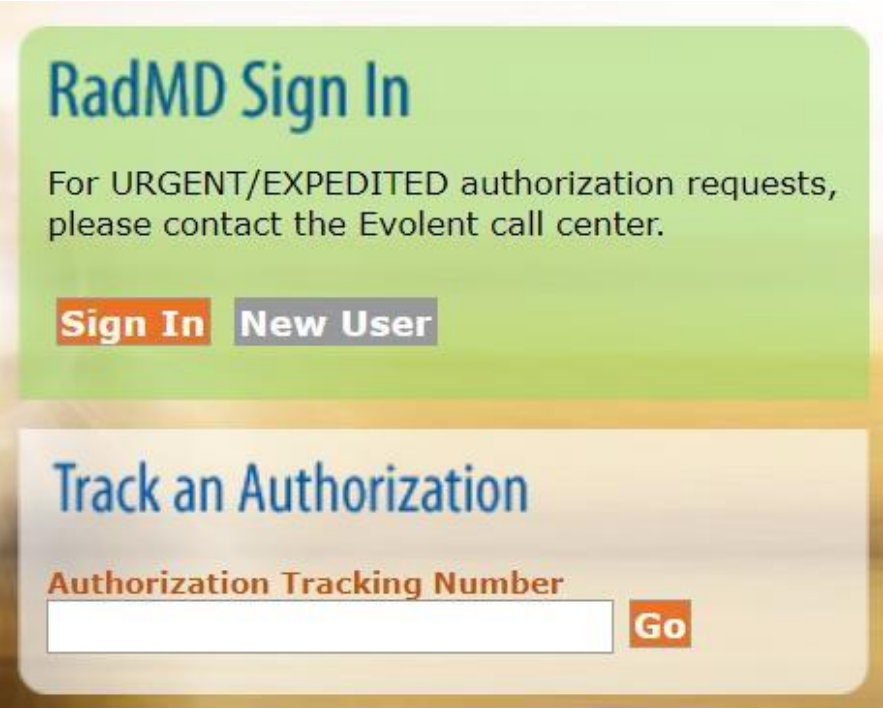 RadMD Sign In
For URGENT/EXPEDITED authorization requests,
please contact the Evolent call center.
Sign In New User
Track an Authorization
Authorization Tracking Number
Go